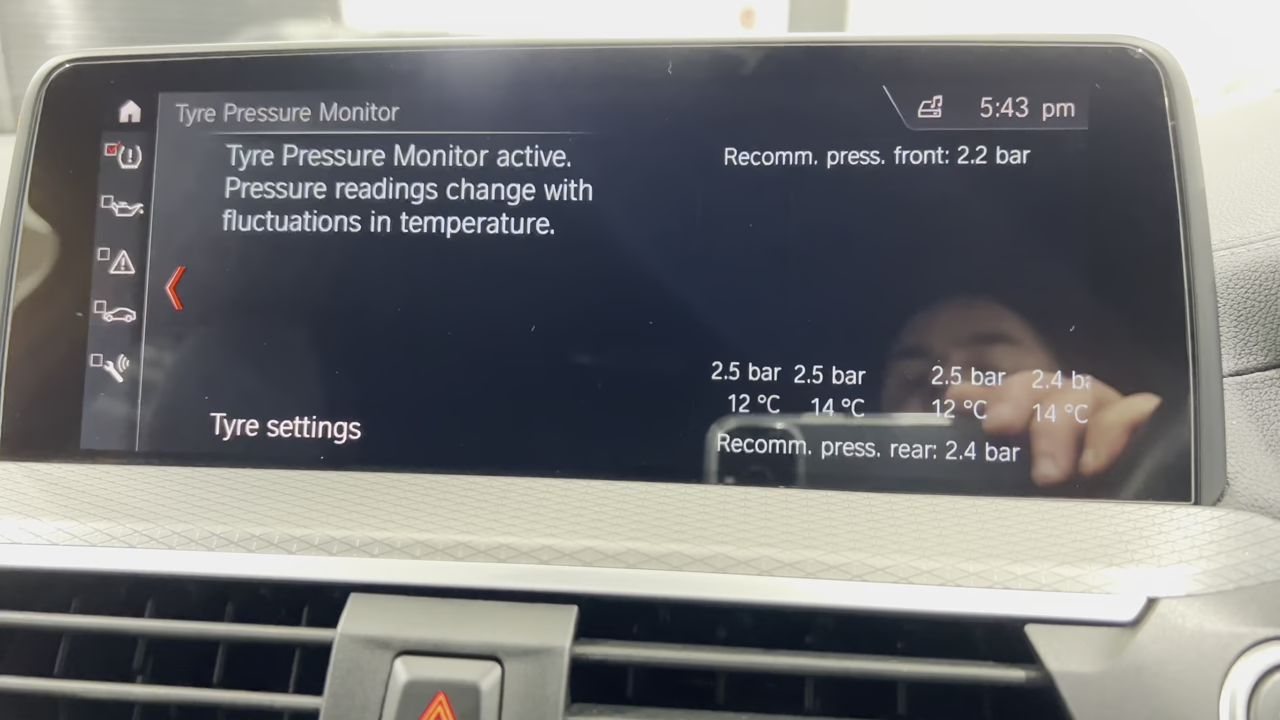 Tyre Pressure Monitor
5:43 pm
Tyre Pressure Monitor active.
Pressure readings change with
fluctuations in temperature.
Recomm. press. front: 2.2 bar
2.5 bar 2.5 bar 2.5 bar 2.4 ba
12 °C 14 °C 12 °C 14 °C
Tyre settings
Recomm. press. rear: 2.4 bar